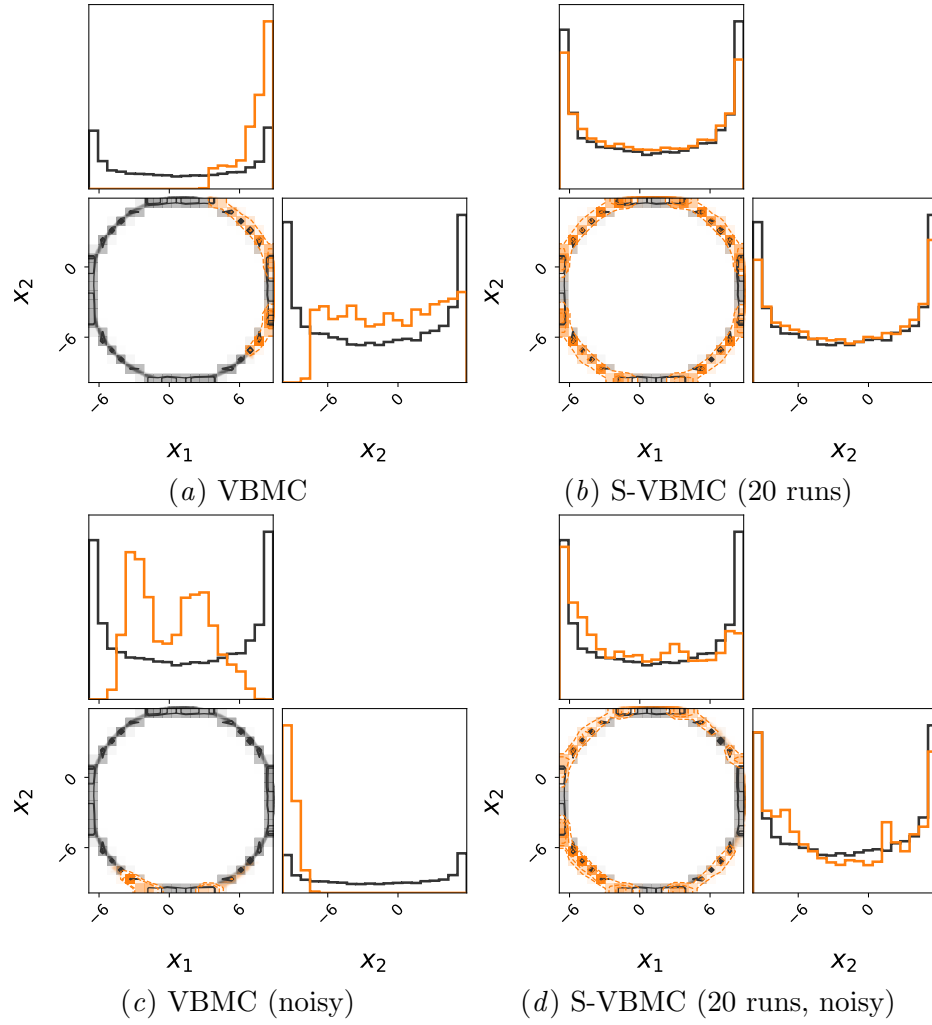 x₂
0
−6
−6
0
6
−6
0
x₁
x₂
(a) VBMC
x₂
0
−6
−6
0
6
−6
0
x₁
x₂
(b) S-VBMC (20 runs)
x₂
0
−6
−6
0
6
−6
0
x₁
x₂
(c) VBMC (noisy)
x₂
0
−6
−6
0
6
−6
0
x₁
x₂
(d) S-VBMC (20 runs, noisy)